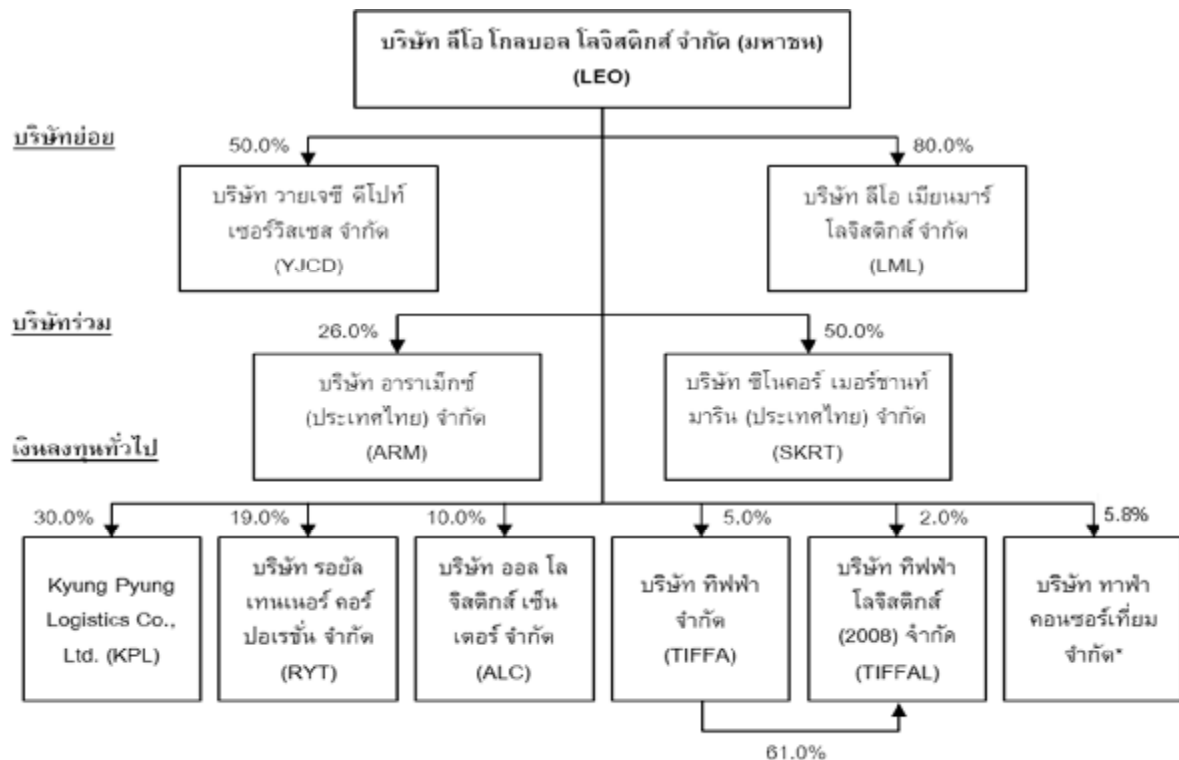 บริษัท ลีโอ โกลบอล โลจิสติกส์ จำกัด (มหาชน)
(LEO)
บริษัทย่อย
50.0%
80.0%
บริษัท วายเจซี ดีโปท์
เซอร์วิสเซส จำกัด
(YJCD)
บริษัท ลีโอ เมียนมาร์
โลจิสติกส์ จำกัด
(LML)
บริษัทร่วม
26.0%
50.0%
บริษัท อาราเม็กซ์
(ประเทศไทย) จำกัด
(ARM)
บริษัท ซิโนคอร์ เมอร์ชานท์
มาริน (ประเทศไทย) จำกัด
(SKRT)
เงินลงทุนทั่วไป
30.0%
19.0%
10.0%
5.0%
2.0%
5.8%
Kyung Pyung
Logistics Co.,
Ltd. (KPL)
บริษัท รอยัล
เทนเนอร์ คอร์
ปอเรชั่น จำกัด
(RYT)
บริษัท ออล โล
จิสติกส์ เซ็น
เตอร์ จำกัด
(ALC)
บริษัท ทิฟฟ่า
จำกัด
(TIFFA)
บริษัท ทิฟฟ่า
โลจิสติกส์
(2008) จำกัด
(TIFFAL)
บริษัท ทาฟ่า
คอนซอร์เที่ยม
จำกัด*
61.0%